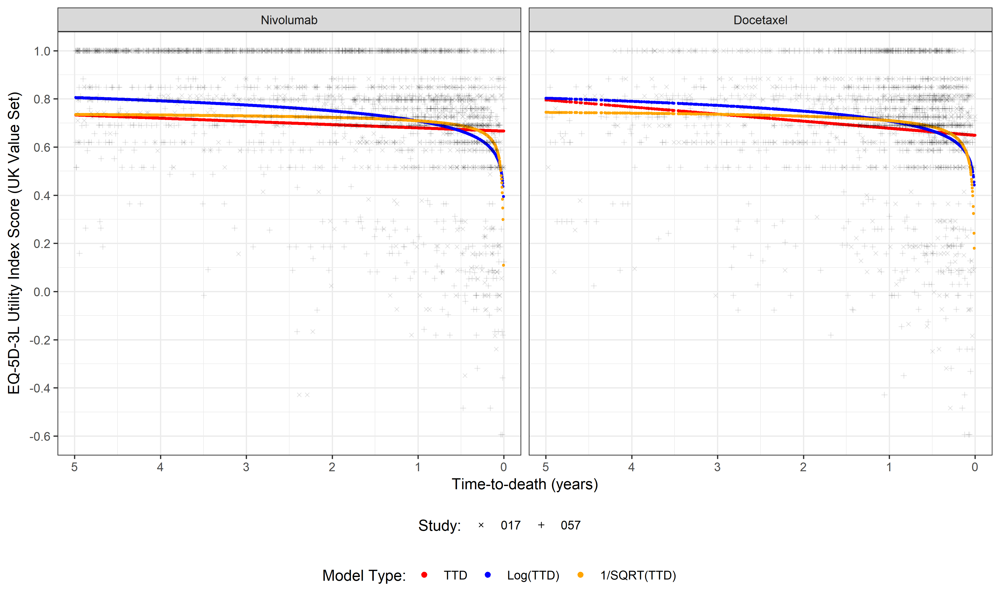 Nivolumab
Docetaxel
EQ-5D-3L Utility Index Score (UK Value Set)
1.0
0.8
0.6
0.4
0.2
0.0
-0.2
-0.4
-0.6
5 4 3 2 1 0 5 4 3 2 1 0
Time-to-death (years)
Study: × 017 + 057
Model Type: TTD Log(TTD) 1/SQRT(TTD)